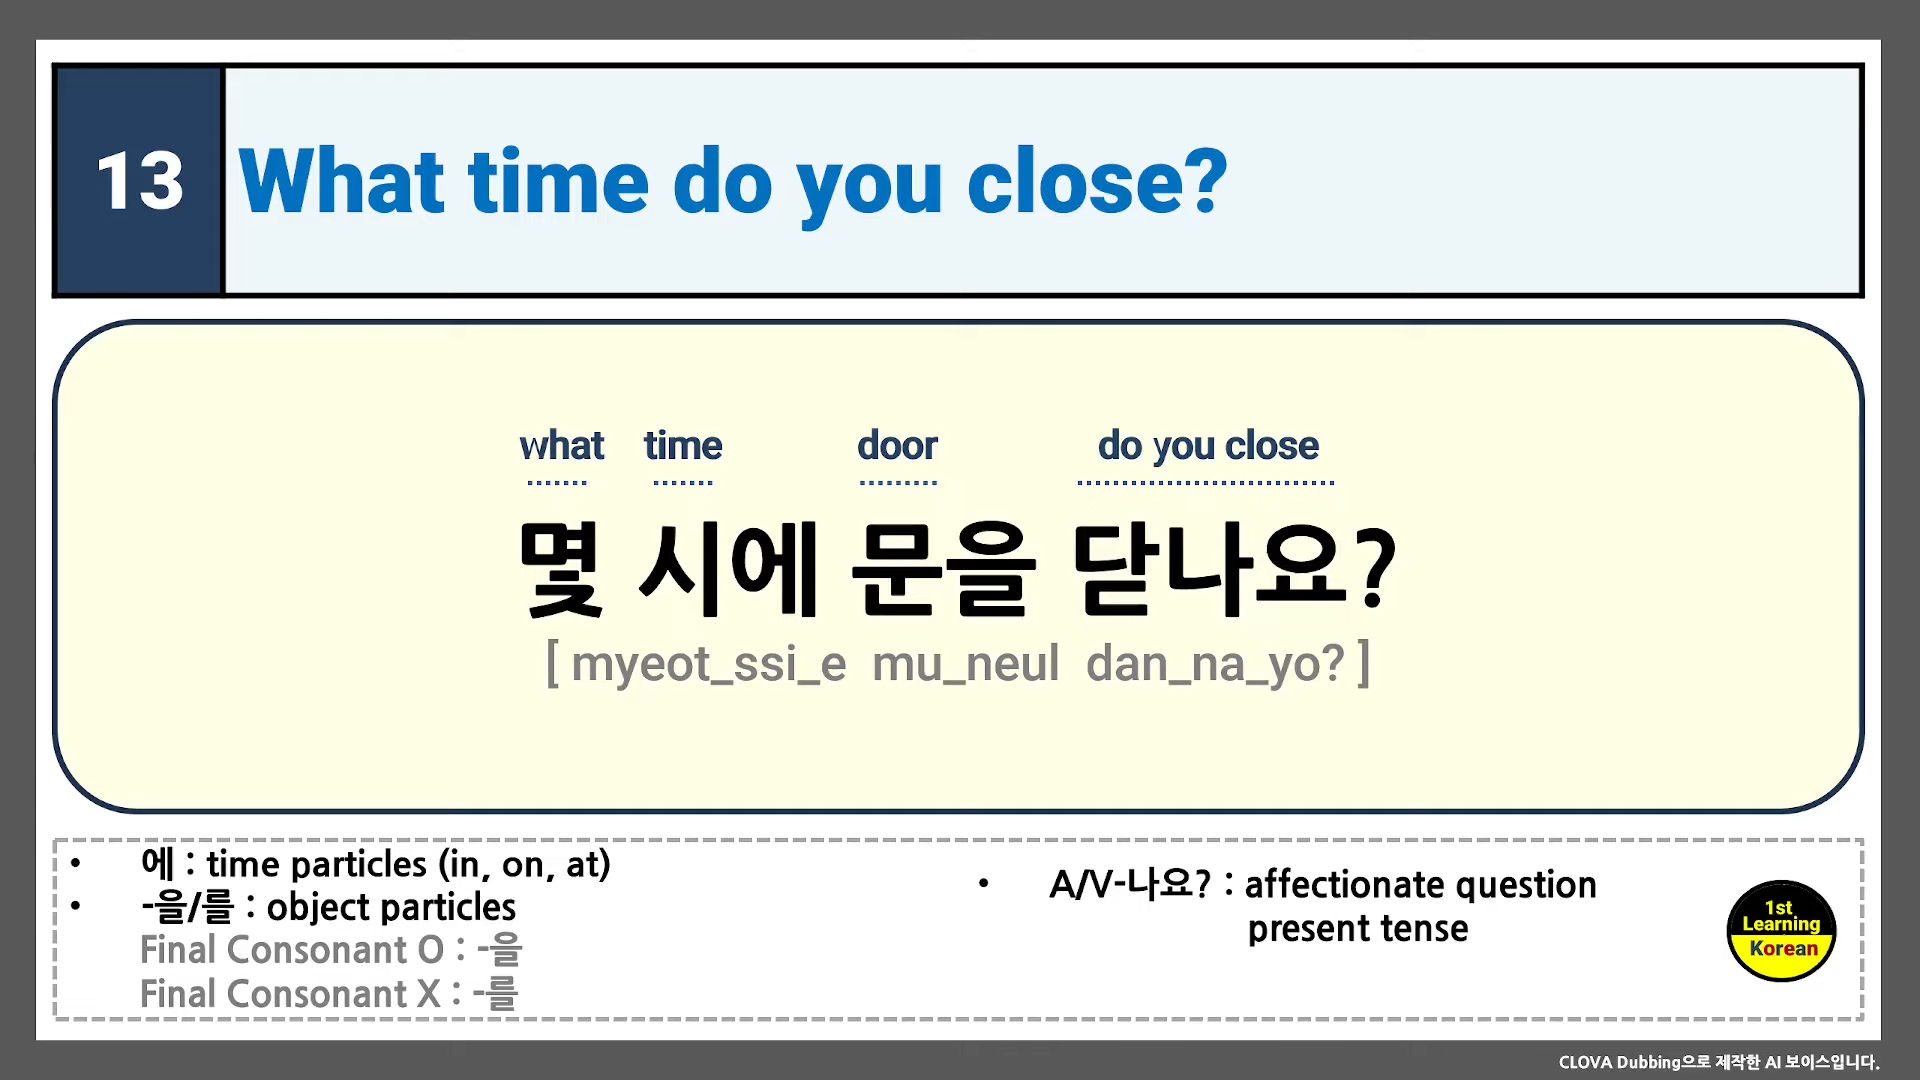 13
What time do you close?
what time door do you close
몇 시에 문을 닫나요?
[ myeot_ssi_e mu_neul dan_na_yo? ]
• 에 : time particles (in, on, at)
• -을/를 : object particles
Final Consonant O : -을
Final Consonant X : -를
• A/V-나요? : affectionate question
present tense
1st
Learning
Korean
CLOVA Dubbing으로 제작한 AI 보이스입니다.